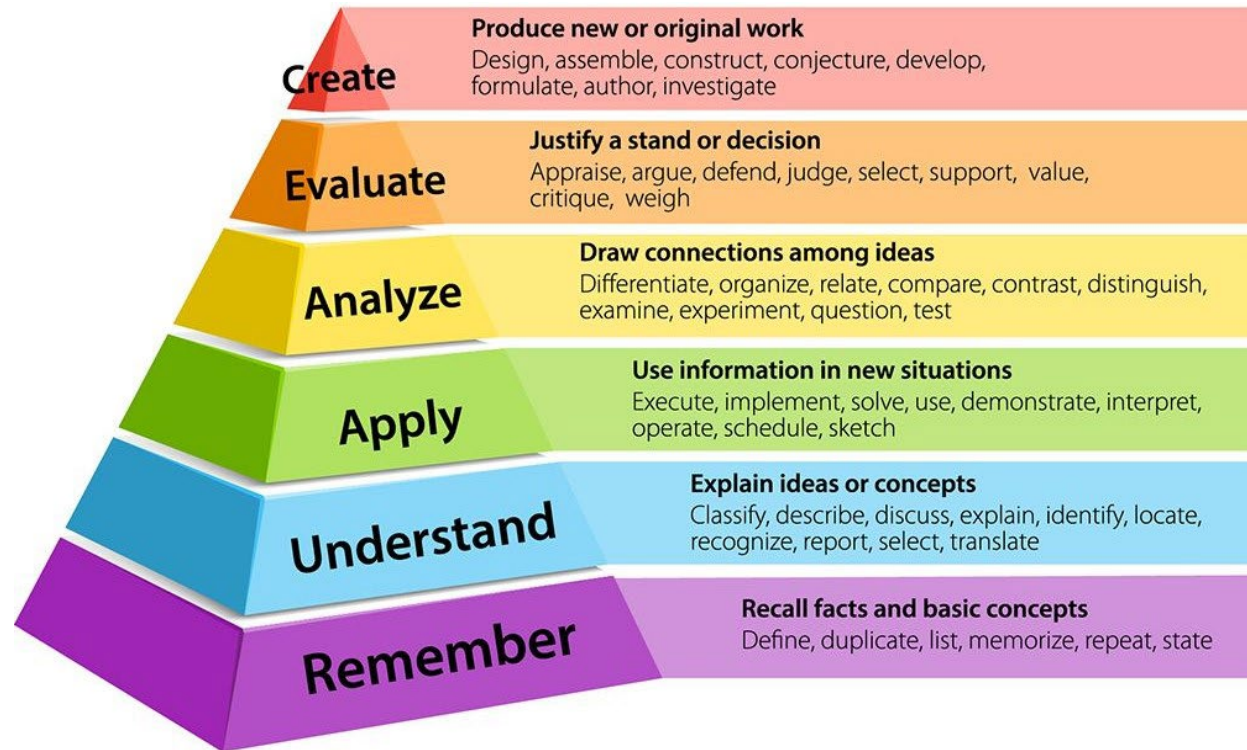 Create
Produce new or original work
Design, assemble, construct, conjecture, develop,
formulate, author, investigate
Evaluate
Justify a stand or decision
Appraise, argue, defend, judge, select, support, value,
critique, weigh
Analyze
Draw connections among ideas
Differentiate, organize, relate, compare, contrast, distinguish,
examine, experiment, question, test
Apply
Use information in new situations
Execute, implement, solve, use, demonstrate, interpret,
operate, schedule, sketch
Understand
Explain ideas or concepts
Classify, describe, discuss, explain, identify, locate,
recognize, report, select, translate
Remember
Recall facts and basic concepts
Define, duplicate, list, memorize, repeat, state